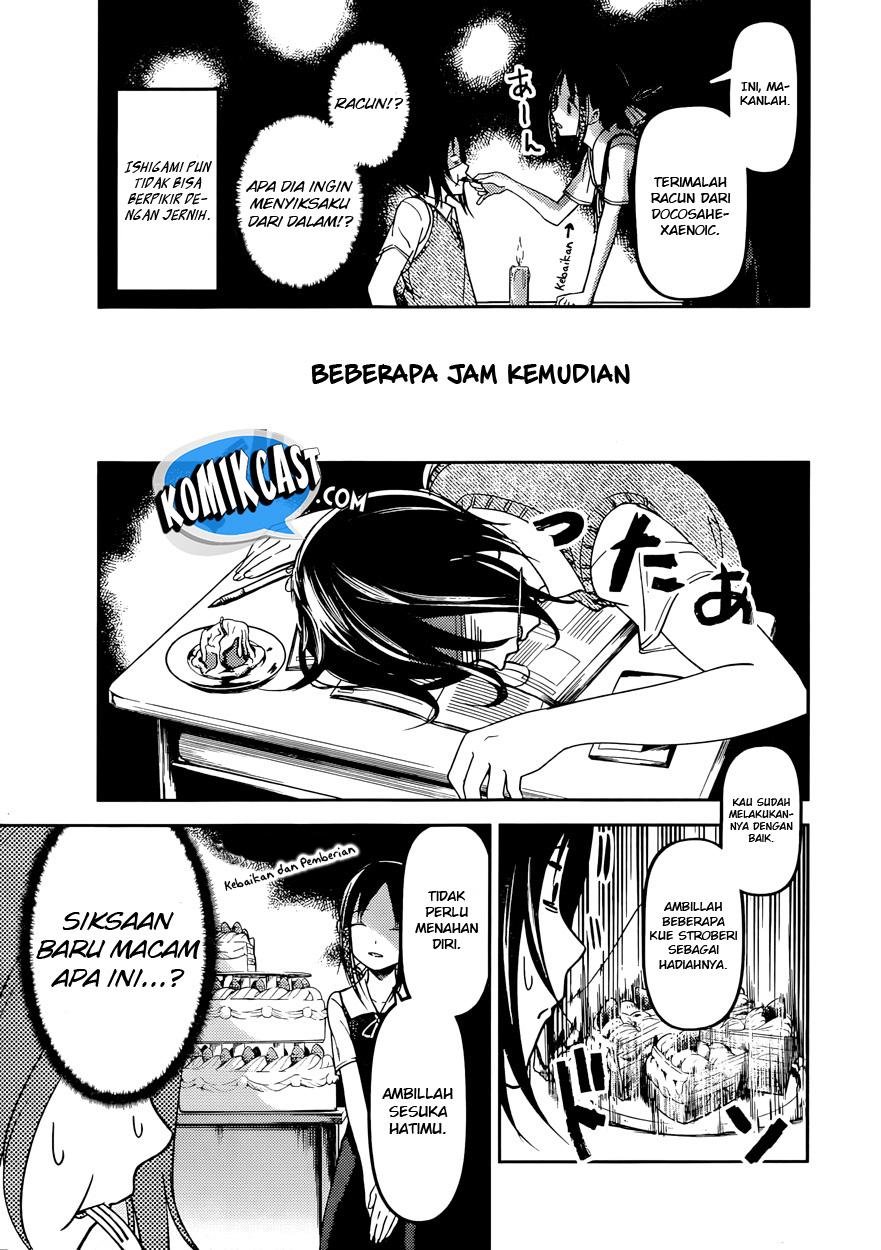 INI, MA-
KANLAH.
TERIMALAH
RACUN DARI
DOCOSAHE-
XAENOIC.
あーん
Kebaikan →
RACUN!?
APA DIA INGIN
MENYIKSAKU
DARI DALAM!?
ISHIGAMI PUN
TIDAK BISA
BERPIKIR DE-
NGAN JERNIH.
BEBERAPA JAM KEMUDIAN
KOMIKCAST
.COM
KAU SUDAH
MELAKUKAN-
NYA DENGAN
BAIK.
AMBILLAH
BEBERAPA
KUE STROBERI
SEBAGAI
HADIAHNYA.
TIDAK
PERLU
MENAHAN
DIRI.
AMBILLAH
SESUKA
HATIMU.
Kebaikan dan Pemberian
SIKSAAN
BARU MACAM
APA INI...?